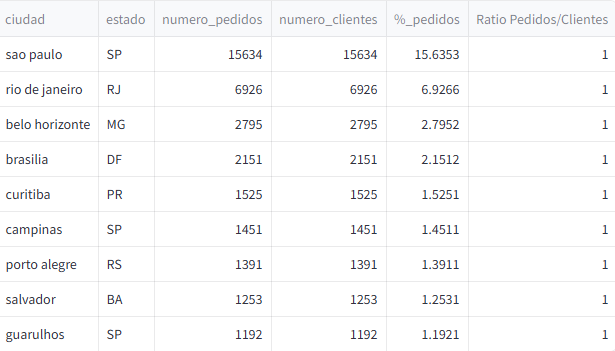 ciudad estado numero_pedidos numero_clientes %_pedidos Ratio Pedidos/Clientes
sao paulo SP 15634 15634 15.6353 1
rio de janeiro RJ 6926 6926 6.9266 1
belo horizonte MG 2795 2795 2.7952 1
brasilia DF 2151 2151 2.1512 1
curitiba PR 1525 1525 1.5251 1
campinas SP 1451 1451 1.4511 1
porto alegre RS 1391 1391 1.3911 1
salvador BA 1253 1253 1.2531 1
guarulhos SP 1192 1192 1.1921 1